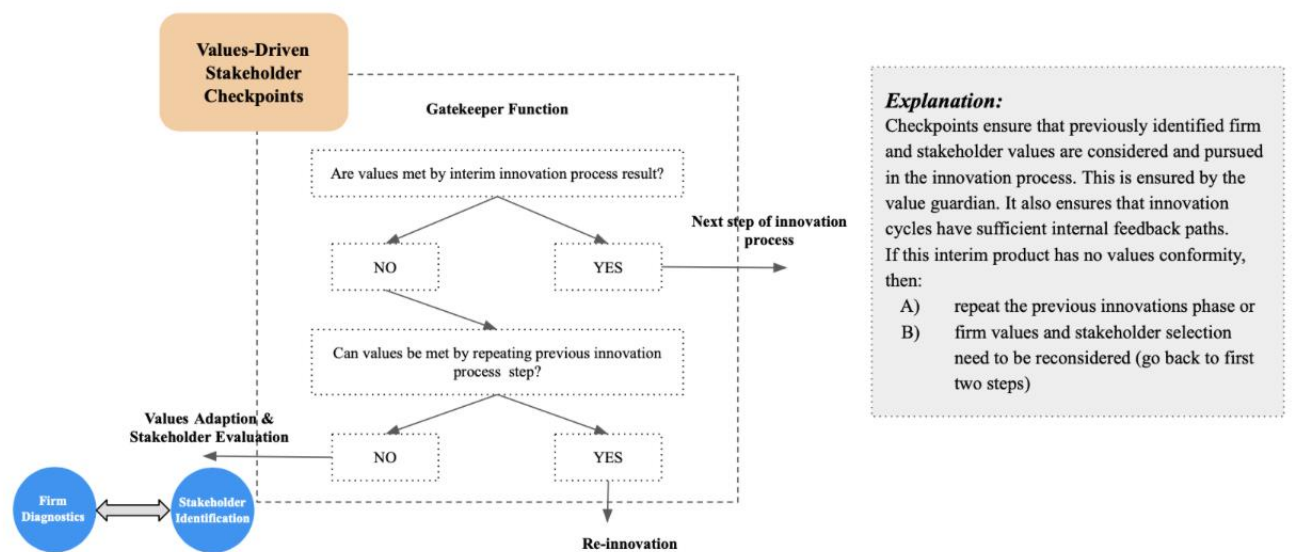 Values-Driven
Stakeholder
Checkpoints
Gatekeeper Function
Are values met by interim innovation process result?
NO
YES
Next step of innovation
process
Can values be met by repeating previous innovation
process step?
Values Adaption &
Stakeholder Evaluation
NO
YES
Firm
Diagnostics
Stakeholder
Identification
Re-innovation
Explanation:
Checkpoints ensure that previously identified firm
and stakeholder values are considered and pursued
in the innovation process. This is ensured by the
value guardian. It also ensures that innovation
cycles have sufficient internal feedback paths.
If this interim product has no values conformity,
then:
A) repeat the previous innovations phase or
B) firm values and stakeholder selection
need to be reconsidered (go back to first
two steps)